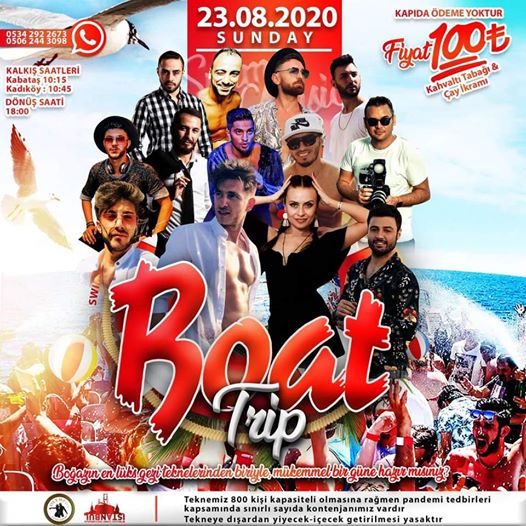 0534 292 2673
0506 244 3098
KALKIŞ SAATLERİ
Kabataş 10:15
Kadıköy : 10:45
DÖNÜŞ SAATİ
18:00
23.08.2020
SUNDAY
KAPIDA ÖDEME YOKTUR
Fiyat 100₺
Kahvaltı Tabağı &
Çay İkramı
Boat
Trip
Boğazın en lüks gezi teknelerinden biriyle, mükemmel bir güne hazır mısınız?
İSTANBUL
Teknemiz 800 kişi kapasiteli olmasına rağmen pandemi tedbirleri
kapsamında sınırlı sayıda kontenjanımız vardır
Tekneye dışardan yiyecek-içecek getirilmesi yasaktır